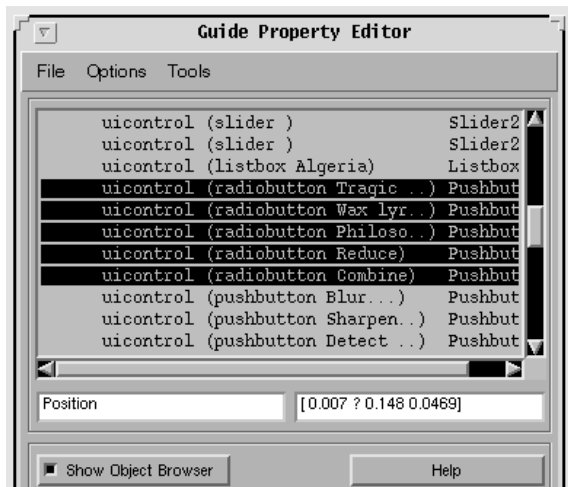 Guide Property Editor
File Options Tools
uicontrol (slider ) Slider2
uicontrol (slider ) Slider2
uicontrol (listbox Algeria) Listbox
uicontrol (radiobutton Tragic ..) Pushbut
uicontrol (radiobutton Wax lyr..) Pushbut
uicontrol (radiobutton Philoso..) Pushbut
uicontrol (radiobutton Reduce) Pushbut
uicontrol (radiobutton Combine) Pushbut
uicontrol (pushbutton Blur...) Pushbut
uicontrol (pushbutton Sharpen..) Pushbut
uicontrol (pushbutton Detect ..) Pushbut
Position [ 0.007 ? 0.148 0.0469]
Show Object Browser Help